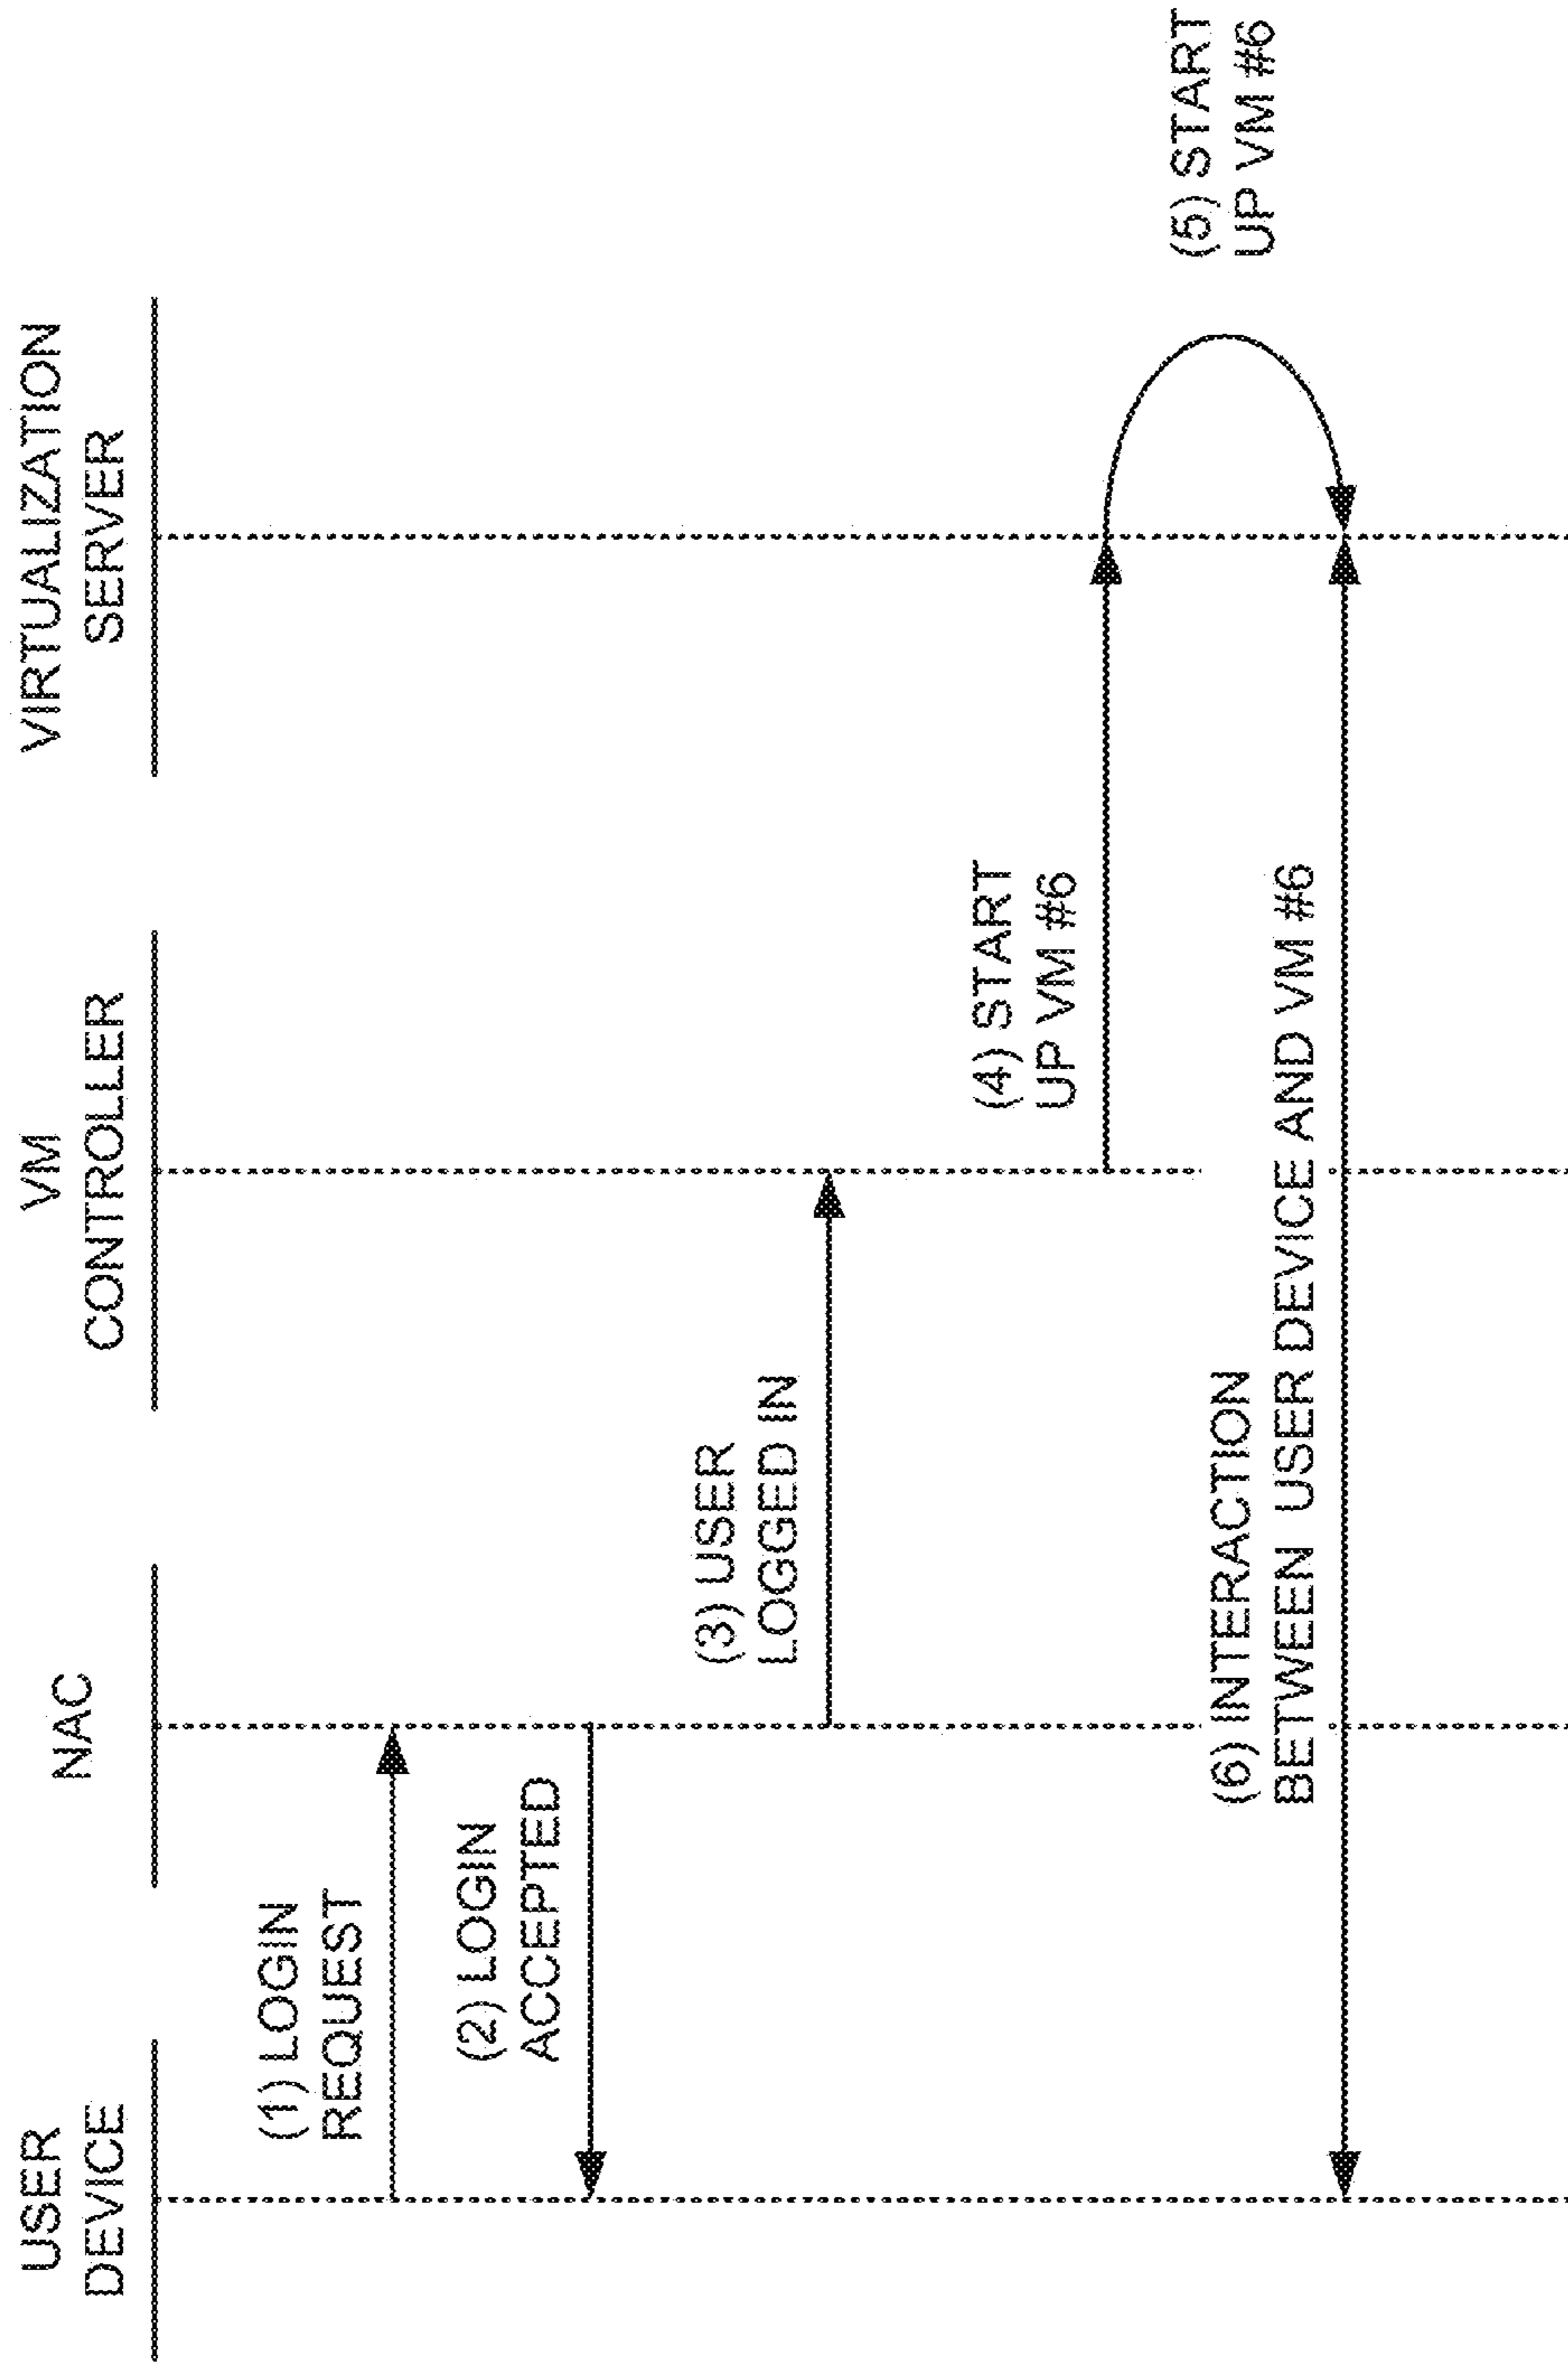 USER
DEVICE
NAC
VM
CONTROLLER
VIRTUALIZATION
SERVER
(1) LOGIN
REQUEST
(2) LOGIN
ACCEPTED
(3) USER
LOGGED IN
(4) START
UP VM #6
(5) START
UP VM #6
(6) INTERACTION
BETWEEN USER DEVICE AND VM #6